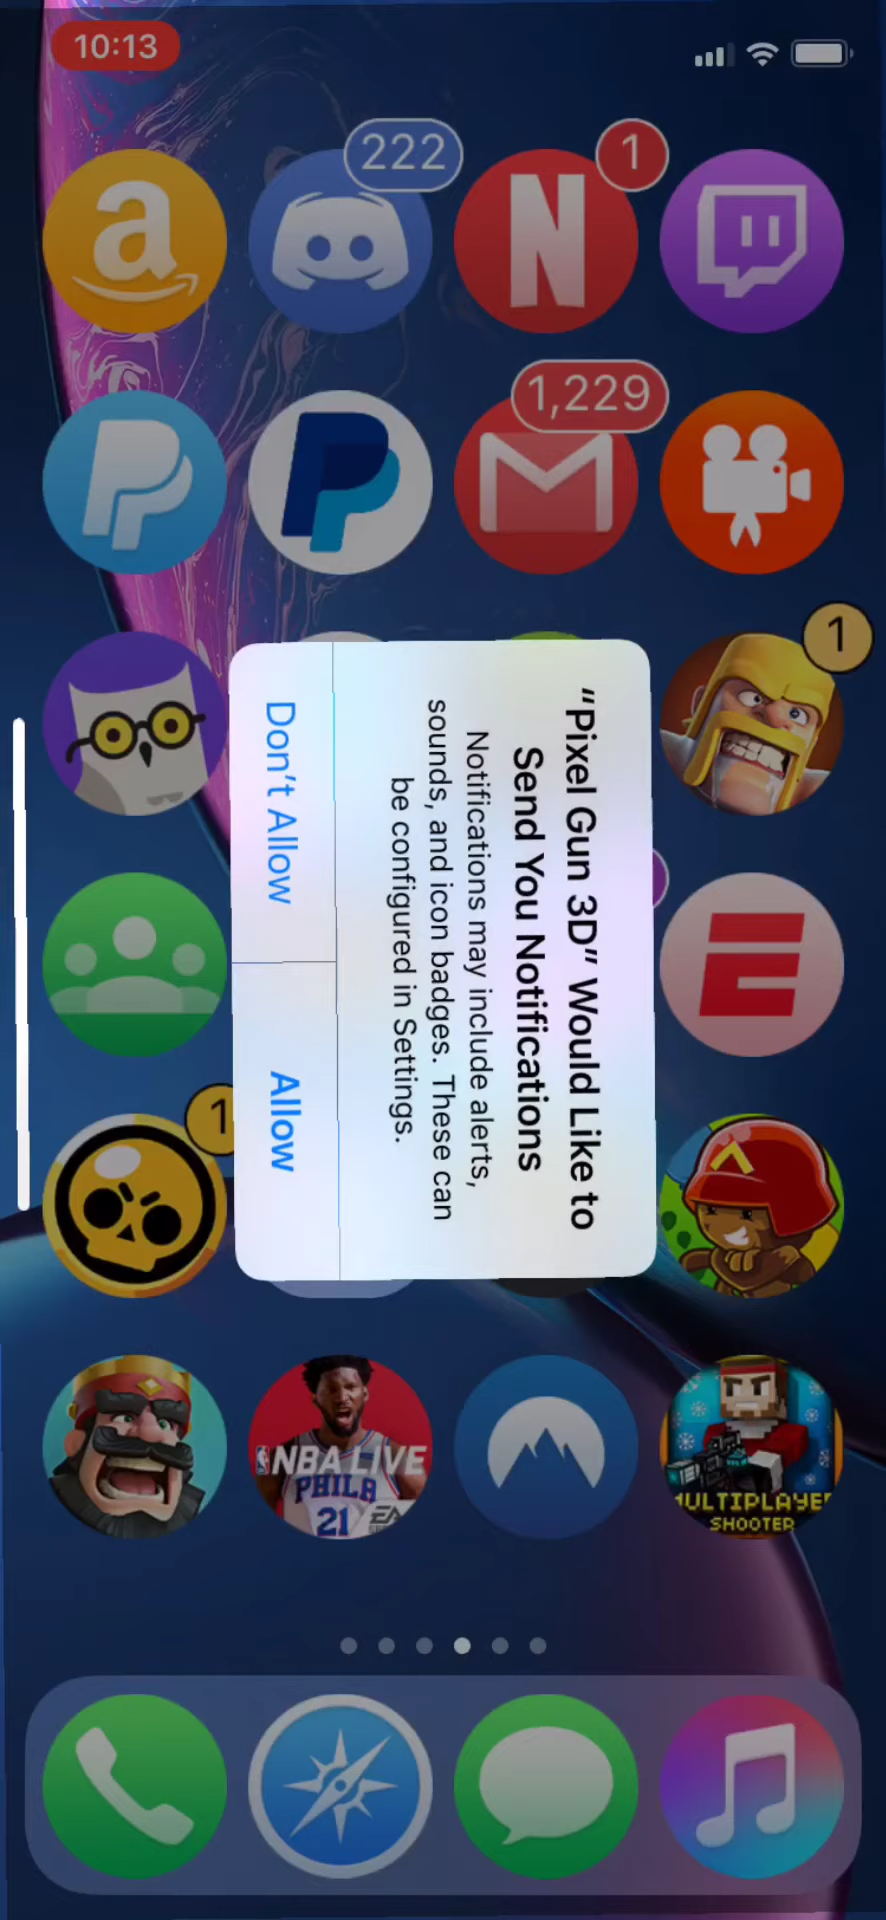 10:13
222
1
1,229
1
"Pixel Gun 3D" Would Like to
Send You Notifications
Notifications may include alerts,
sounds, and icon badges. These can
be configured in Settings.
Don't Allow
Allow
1
NBA LIVE
PHILA
21
EA
SHOOTER